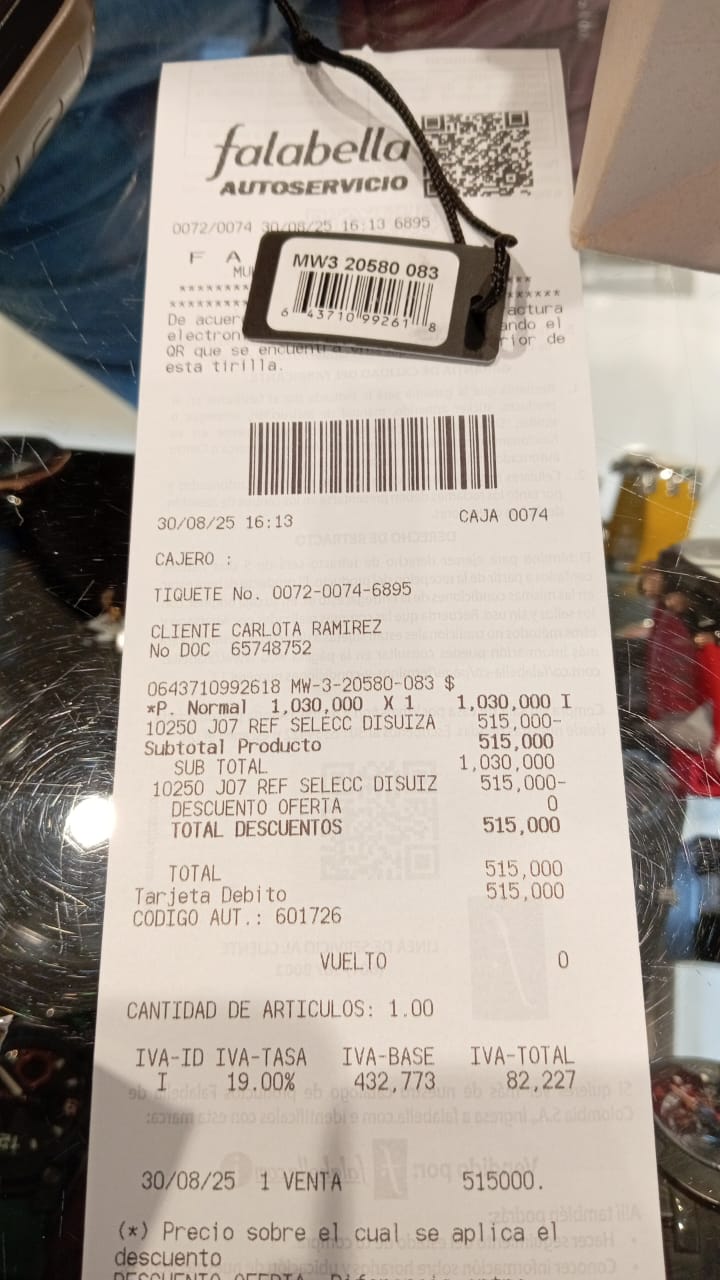 falabella
AUTOSERVICIO
0072/0074 30/08/25 16:13 6895
F A
MW3 20580 083
6 43710 99261 8
De
electron
ando el
QR que se
rior de
esta tirilla.
30/08/25 16:13 CAJA 0074
CAJERO :
TIQUETE No. 0072-0074-6895
CLIENTE CARLOTA RAMIREZ
No DOC 65748752
0643710992618 MW-3-20580-083 $
*P. Normal 1,030,000 X 1 1,030,000 I
10250 J07 REF SELECC DISUIZA 515,000-
Subtotal Producto 515,000
SUB TOTAL 1,030,000
10250 J07 REF SELECC DISUIZ 515,000-
DESCUENTO OFERTA 0
TOTAL DESCUENTOS 515,000
TOTAL 515,000
Tarjeta Debito 515,000
CODIGO AUT.: 601726
VUELTO 0
CANTIDAD DE ARTICULOS: 1.00
IVA-ID IVA-TASA IVA-BASE IVA-TOTAL
I 19.00% 432,773 82,227
30/08/25 1 VENTA 515000.
(*) Precio sobre el cual se aplica el
descuento
DESCUENTO OFERTA